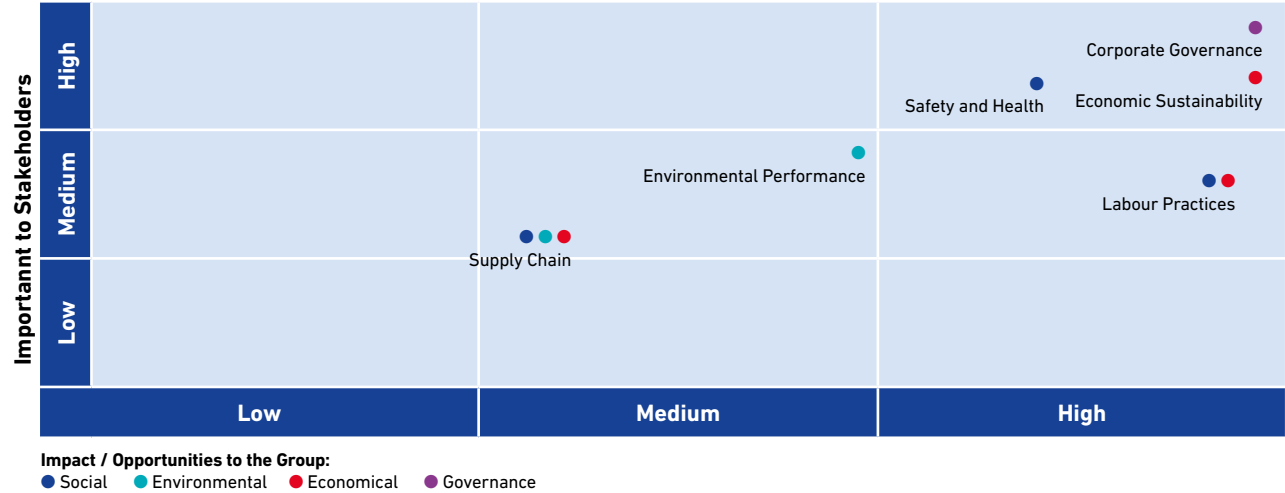 Importannt to Stakeholders
High
Corporate Governance
Safety and Health
Economic Sustainability
Medium
Environmental Performance
Labour Practices
Supply Chain
Low
Low
Medium
High
Impact / Opportunities to the Group:
Social
Environmental
Economical
Governance